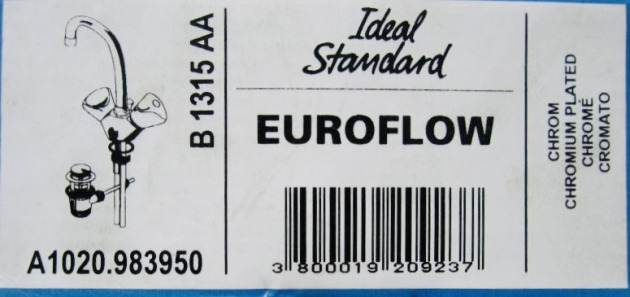 B 1315 AA
A1020.983950
Ideal
Standard
EUROFLOW
3 800019 209237
CHROM
CHROMIUM PLATED
CHROMÉ
CROMATO